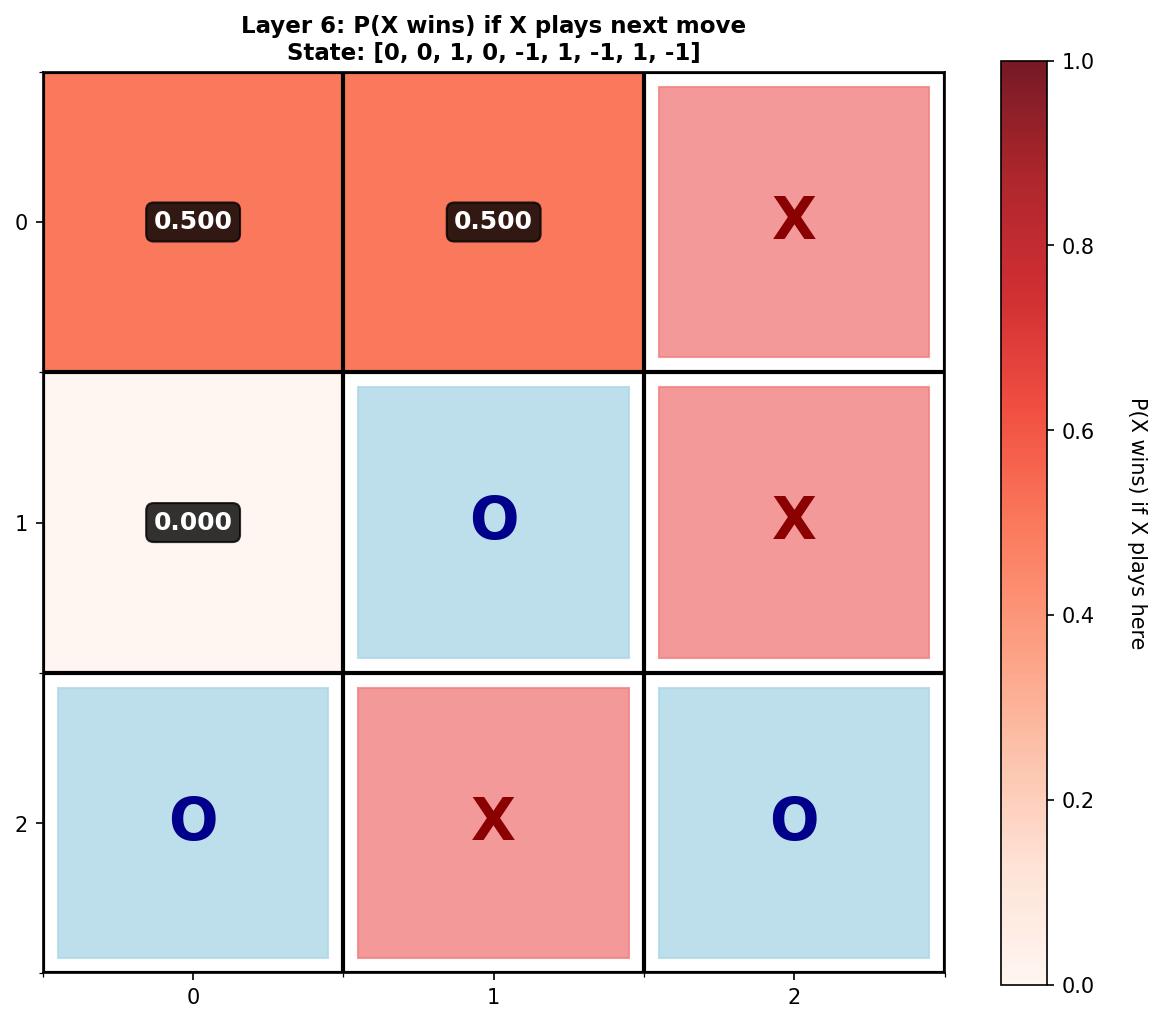 Layer 6: P(X wins) if X plays next move
State: [0, 0, 1, 0, -1, 1, -1, 1, -1]
0.500
0.500
X
0
0.000
O
X
1
O
X
O
2
0
1
2
1.0
0.8
0.6
0.4
0.2
0.0
P(X wins) if X plays here